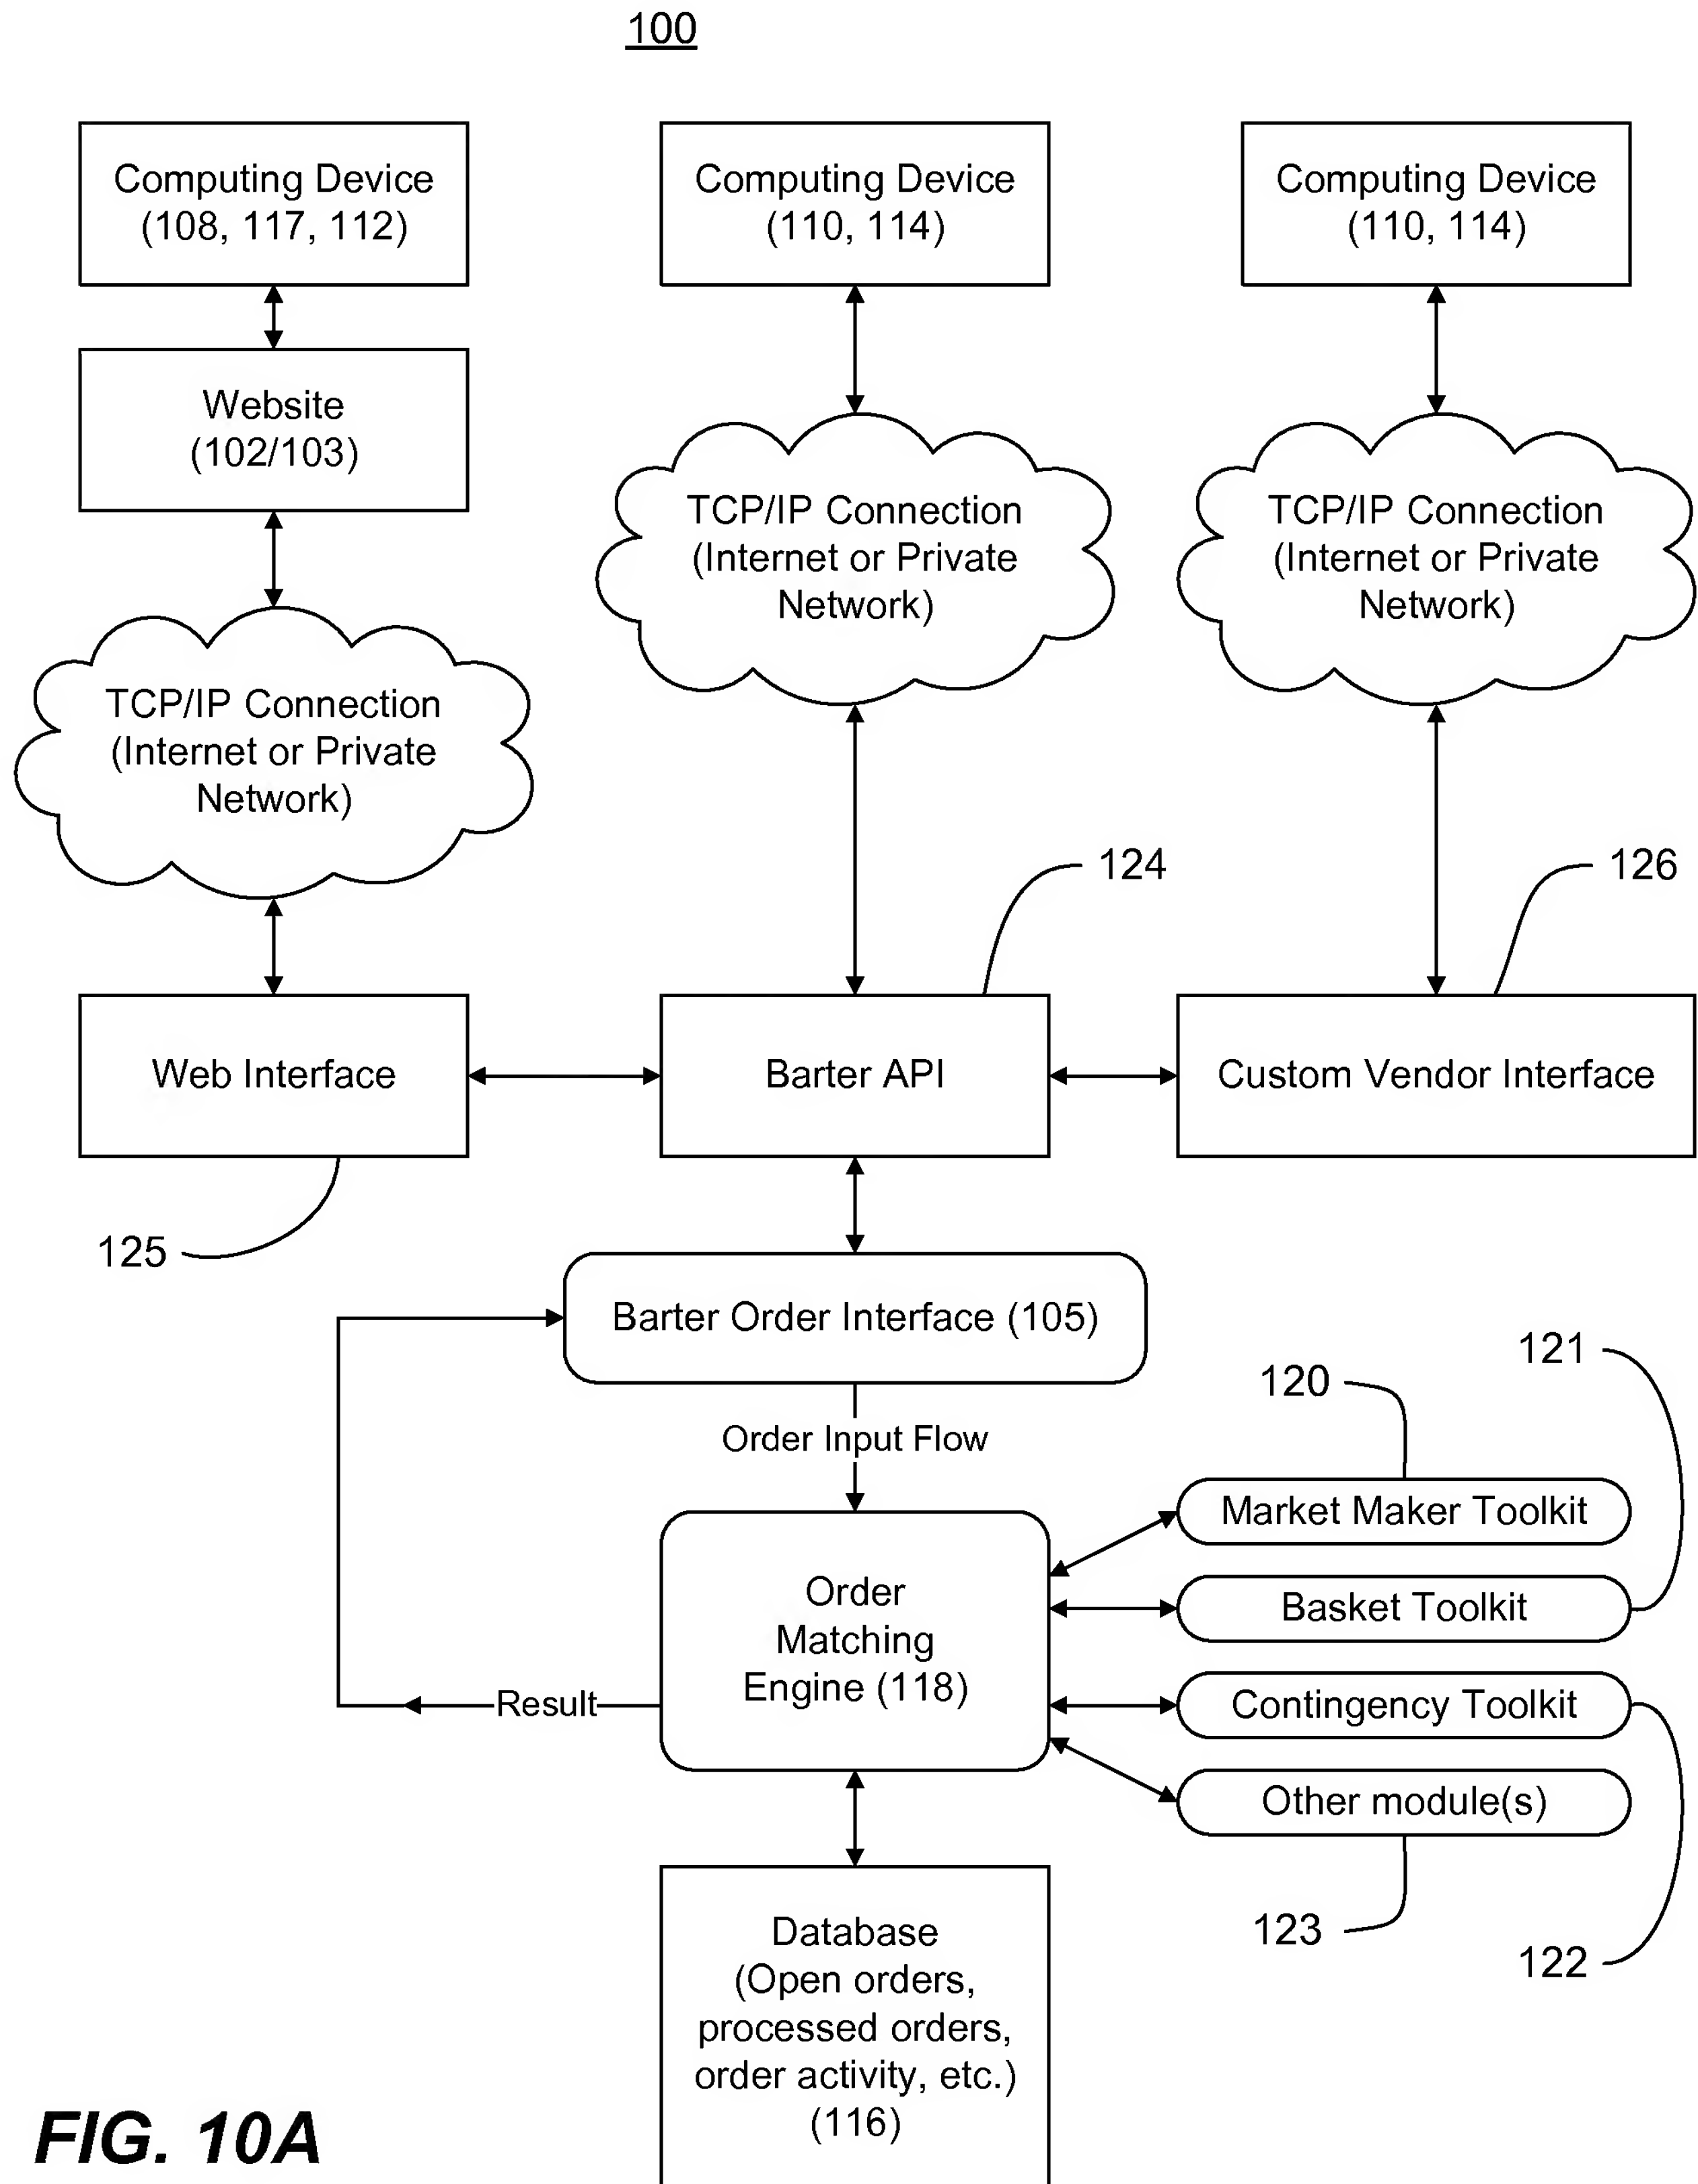 100
Computing Device
(108, 117, 112)
Computing Device
(110, 114)
Computing Device
(110, 114)
Website
(102/103)
TCP/IP Connection
(Internet or Private
Network)
TCP/IP Connection
(Internet or Private
Network)
TCP/IP Connection
(Internet or Private
Network)
124
126
Web Interface
Barter API
Custom Vendor Interface
125
Barter Order Interface (105)
121
120
Order Input Flow
Market Maker Toolkit
Order
Matching
Engine (118)
Basket Toolkit
Result
Contingency Toolkit
Other module(s)
123
122
Database
(Open orders,
processed orders,
order activity, etc.)
(116)
FIG. 10A